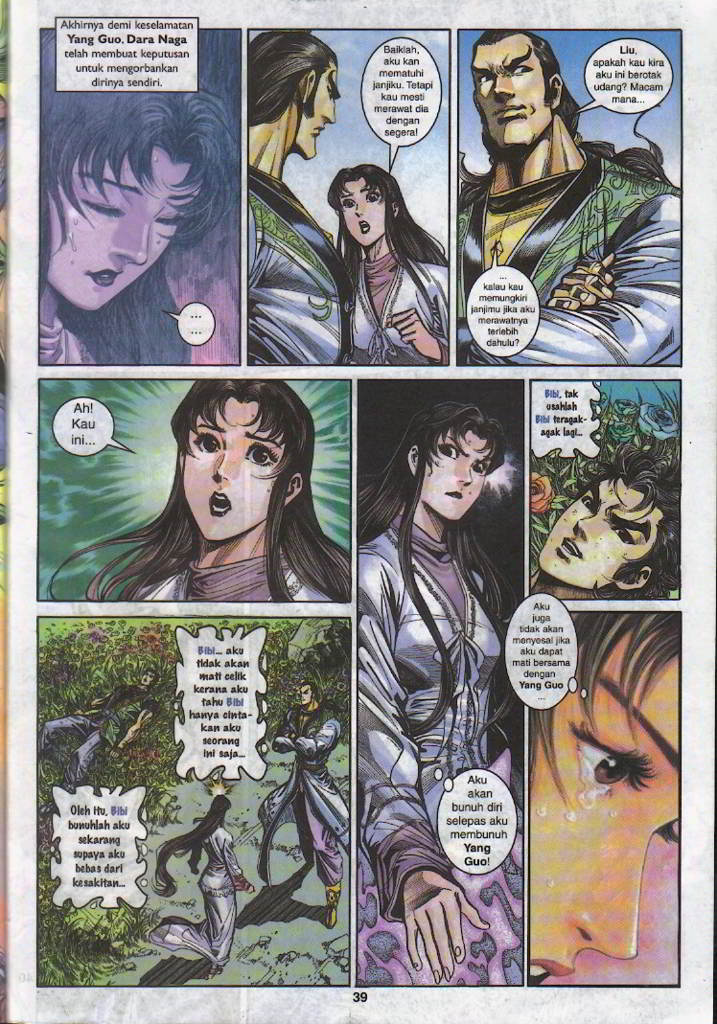 Akhirnya demi keselamatan
Yang Guo, Dara Naga
telah membuat keputusan
untuk mengorbankan
dirinya sendiri.
...
...
Baiklah,
aku kan
mematuhi
janjiku. Tetapi
kau mesti
merawat dia
dengan
segera!
Liu,
apakah kau kira
aku ini berotak
udang? Macam
mana...
...
kalau kau
memungkiri
janjimu jika aku
merawatnya
terlebih
dahulu?
Ah!
Kau
ini...
Bibi, tak
usahlah
Bibi teragak-
agak lagi...
Bibi... aku
tidak akan
mati celik
kerana aku
tahu Bibi
hanya cinta-
kan aku
seorang
ini saja...
Oleh itu, Bibi
bunuhlah aku
sekarang
supaya aku
bebas dari
kesakitan...
Aku
juga
tidak akan
menyesal jika
aku dapat
mati bersama
dengan
Yang Guo
...
Aku akan
bunuh diri
selepas aku
membunuh
Yang
Guo!
39